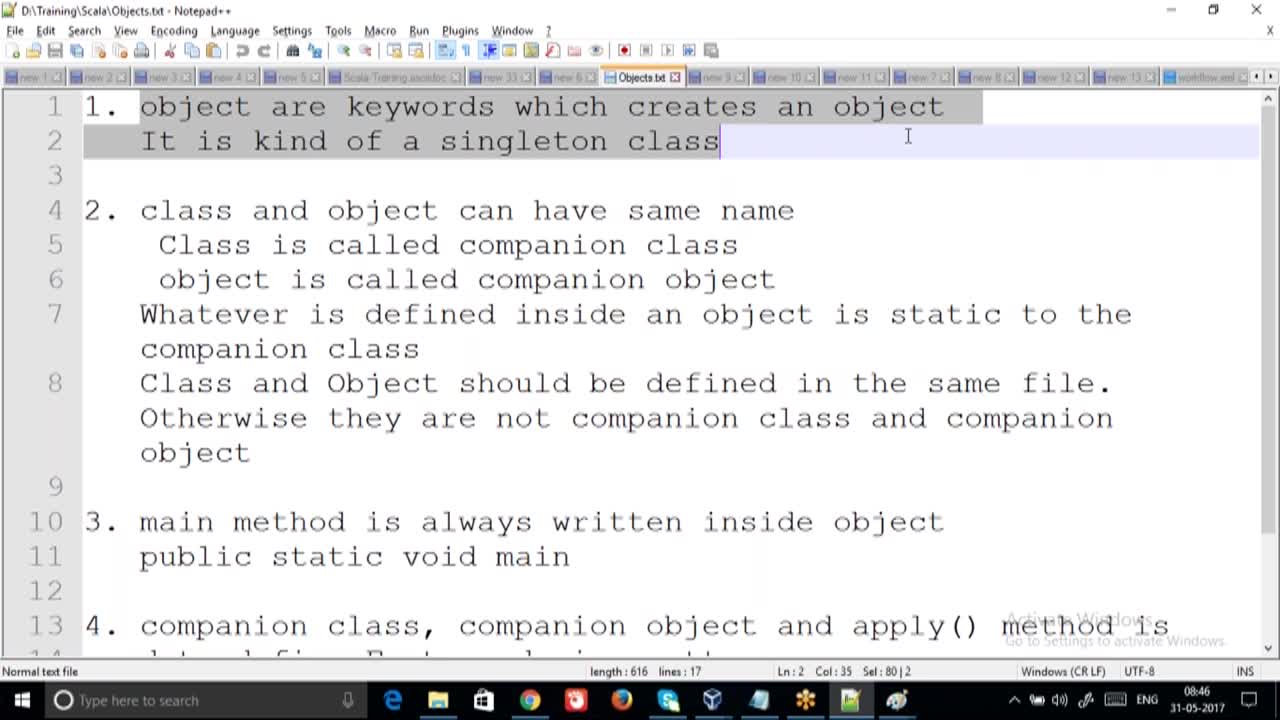 D:\Training\Scala\Objects.txt - Notepad++
File Edit Search View Encoding Language Settings Tools Macro Run Plugins Window ? X
new 1 new 2 new 3 new 4 new 5 Scala-Training.asciidoc new 33 new 6 Objects.txt new 9 new 10 new 11 new 7 new 8 new 12 new 13 workflow.xml
1 1. object are keywords which creates an object
2 It is kind of a singleton class
3
4 2. class and object can have same name
5 Class is called companion class
6 object is called companion object
7 Whatever is defined inside an object is static to the
companion class
8 Class and Object should be defined in the same file.
Otherwise they are not companion class and companion
object
9
10 3. main method is always written inside object
11 public static void main
12
13 4. companion class, companion object and apply() method is
Activate Windows
Go to Settings to activate Windows.
Normal text file length : 616 lines : 17 Ln : 2 Col : 35 Sel : 80 | 2 Windows (CR LF) UTF-8 INS
Type here to search ENG 08:46
31-05-2017